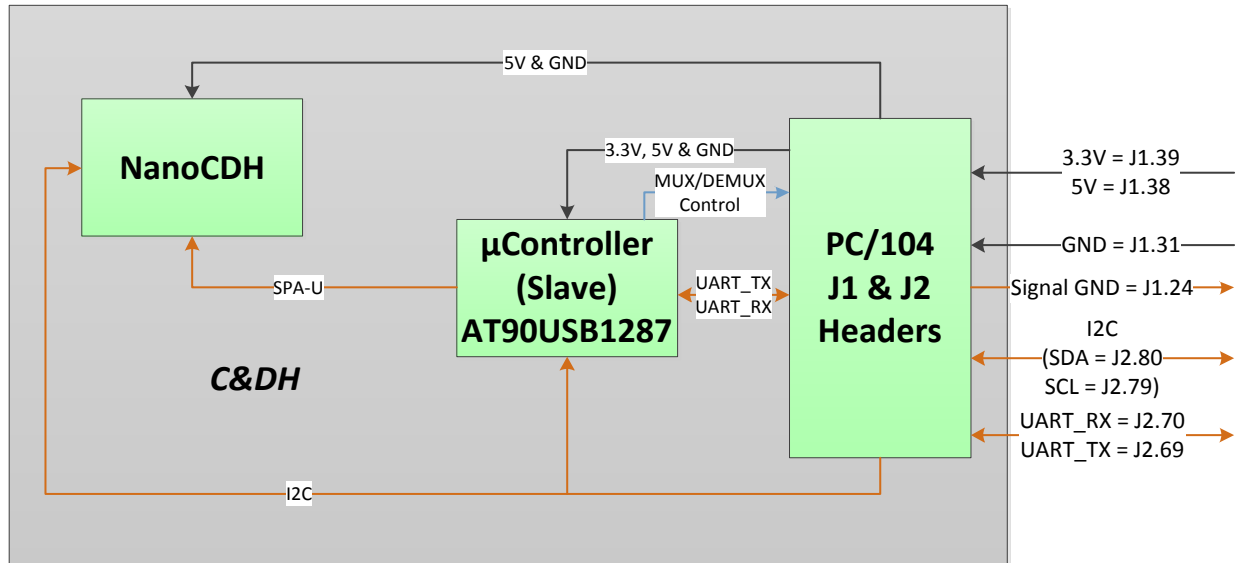 5V & GND
NanoCDH
3.3V, 5V & GND
MUX/DEMUX
Control
µController
(Slave)
AT90USB1287
SPA-U
UART_TX
UART_RX
PC/104
J1 & J2
Headers
C&DH
I2C
3.3V = J1.39
5V = J1.38
GND = J1.31
Signal GND = J1.24
I2C
(SDA = J2.80
SCL = J2.79)
UART_RX = J2.70
UART_TX = J2.69